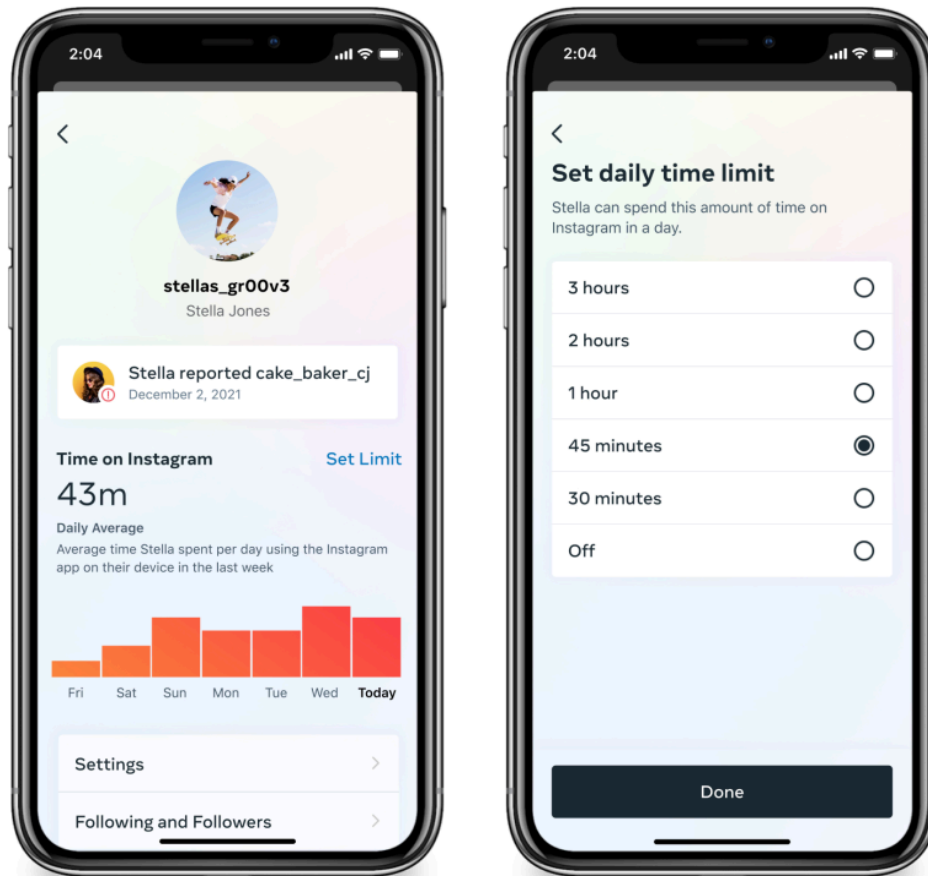 2:04
stellas_gr00v3
Stella Jones
Stella reported cake_baker_cj
December 2, 2021
Time on Instagram
Set Limit
43m
Daily Average
Average time Stella spent per day using the Instagram
app on their device in the last week
Fri Sat Sun Mon Tue Wed Today
Settings
Following and Followers
2:04
Set daily time limit
Stella can spend this amount of time on
Instagram in a day.
3 hours
2 hours
1 hour
45 minutes
30 minutes
Off
Done